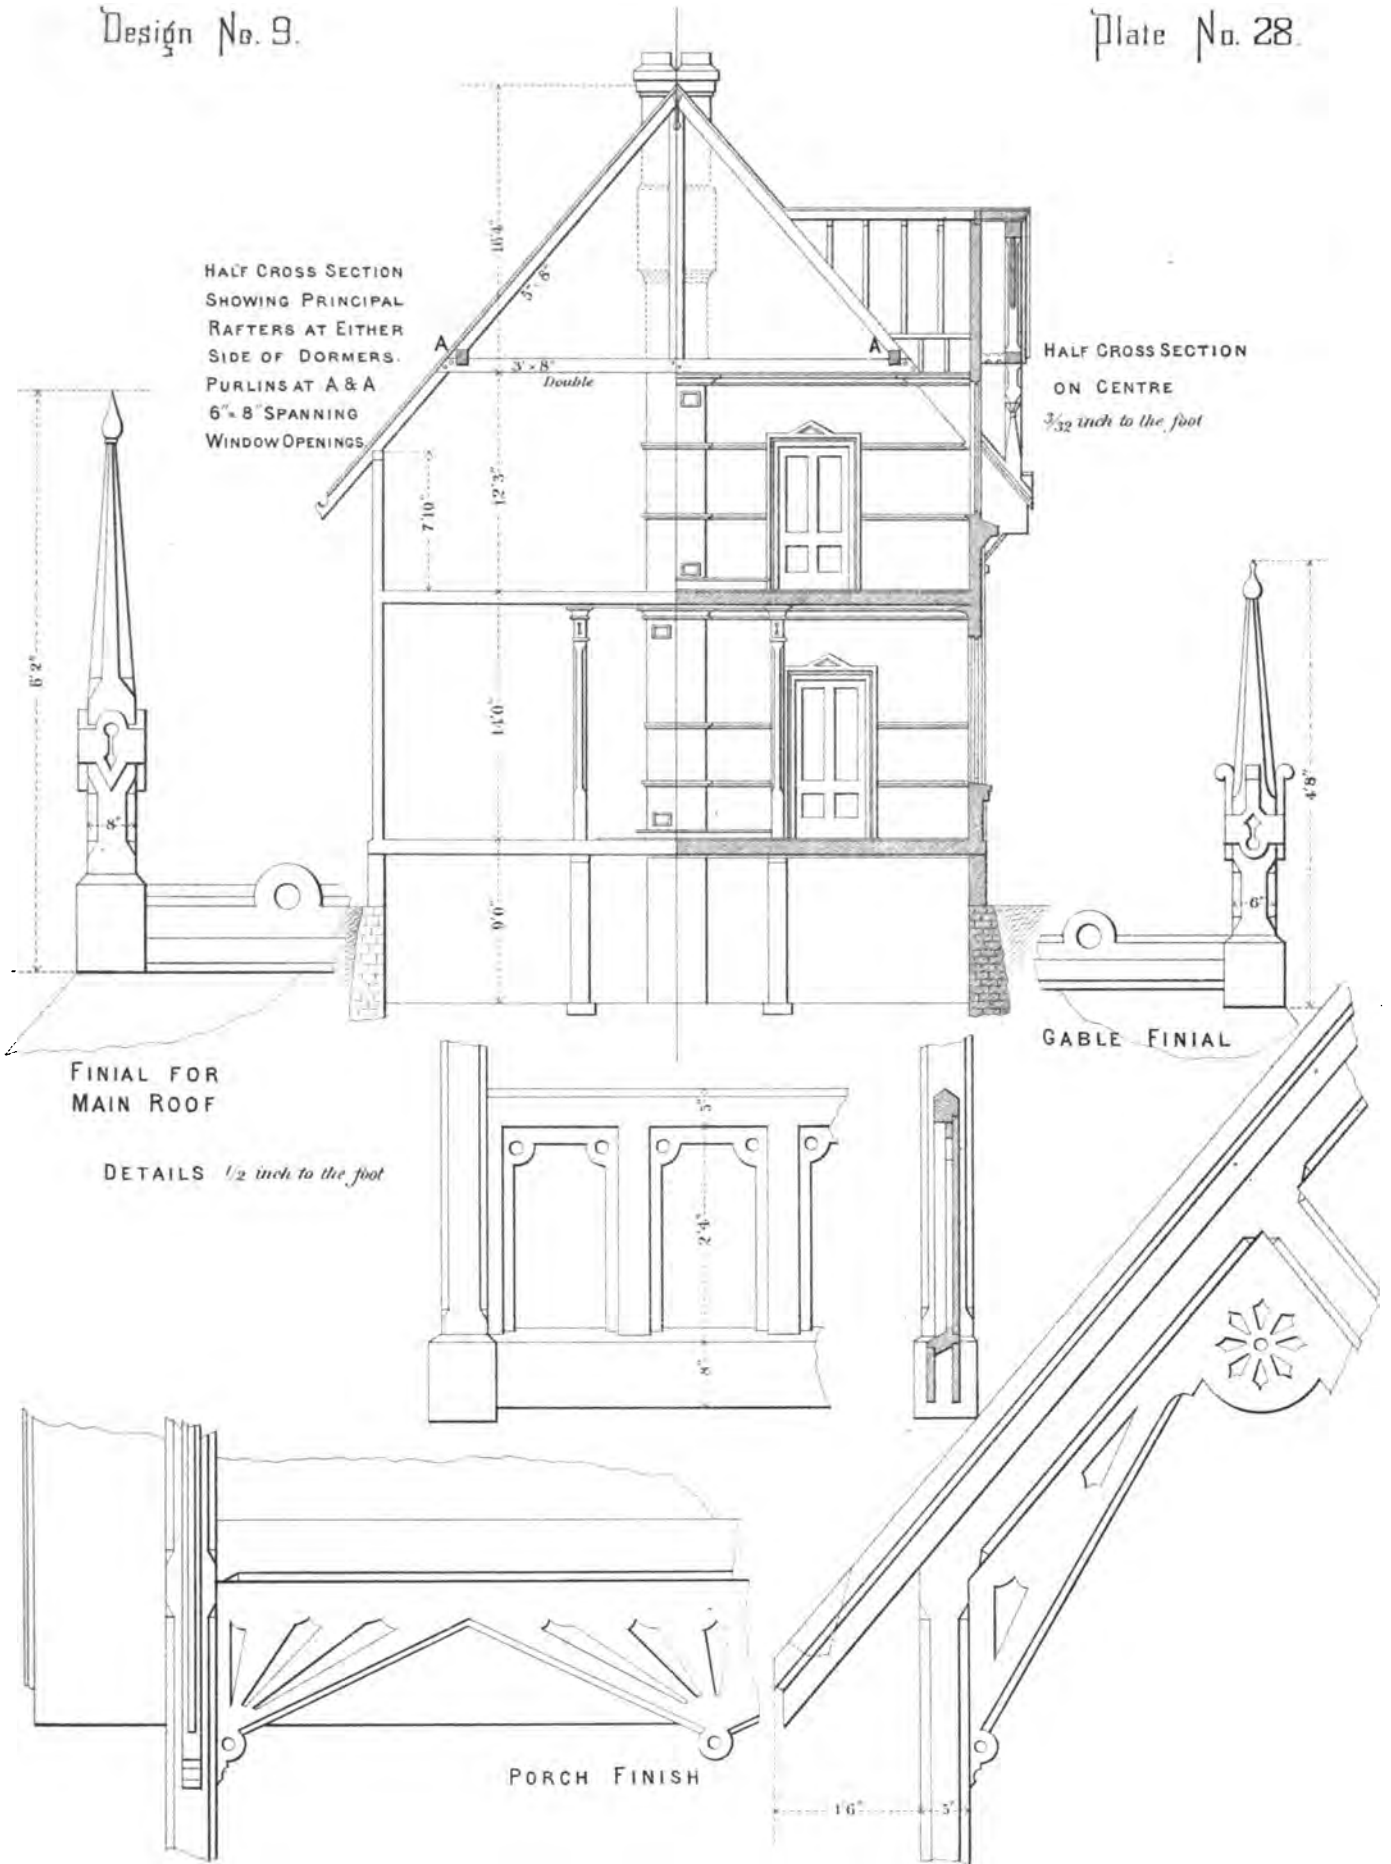 Design No. 9.
Plate No. 28.
HALF CROSS SECTION
SHOWING PRINCIPAL
RAFTERS AT EITHER
SIDE OF DORMERS.
PURLINS AT A & A
6" × 8" SPANNING
WINDOW OPENINGS.
16'4"
3" × 8"
A
A
3" × 8"
Double
HALF CROSS SECTION
ON CENTRE
3/32 inch to the foot
7'10"
12'3"
14'0"
9'0"
6'2"
8"
4'8"
6"
FINIAL FOR
MAIN ROOF
GABLE FINIAL
DETAILS 1/2 inch to the foot
5"
2'4"
8"
PORCH FINISH
1'6"
5"